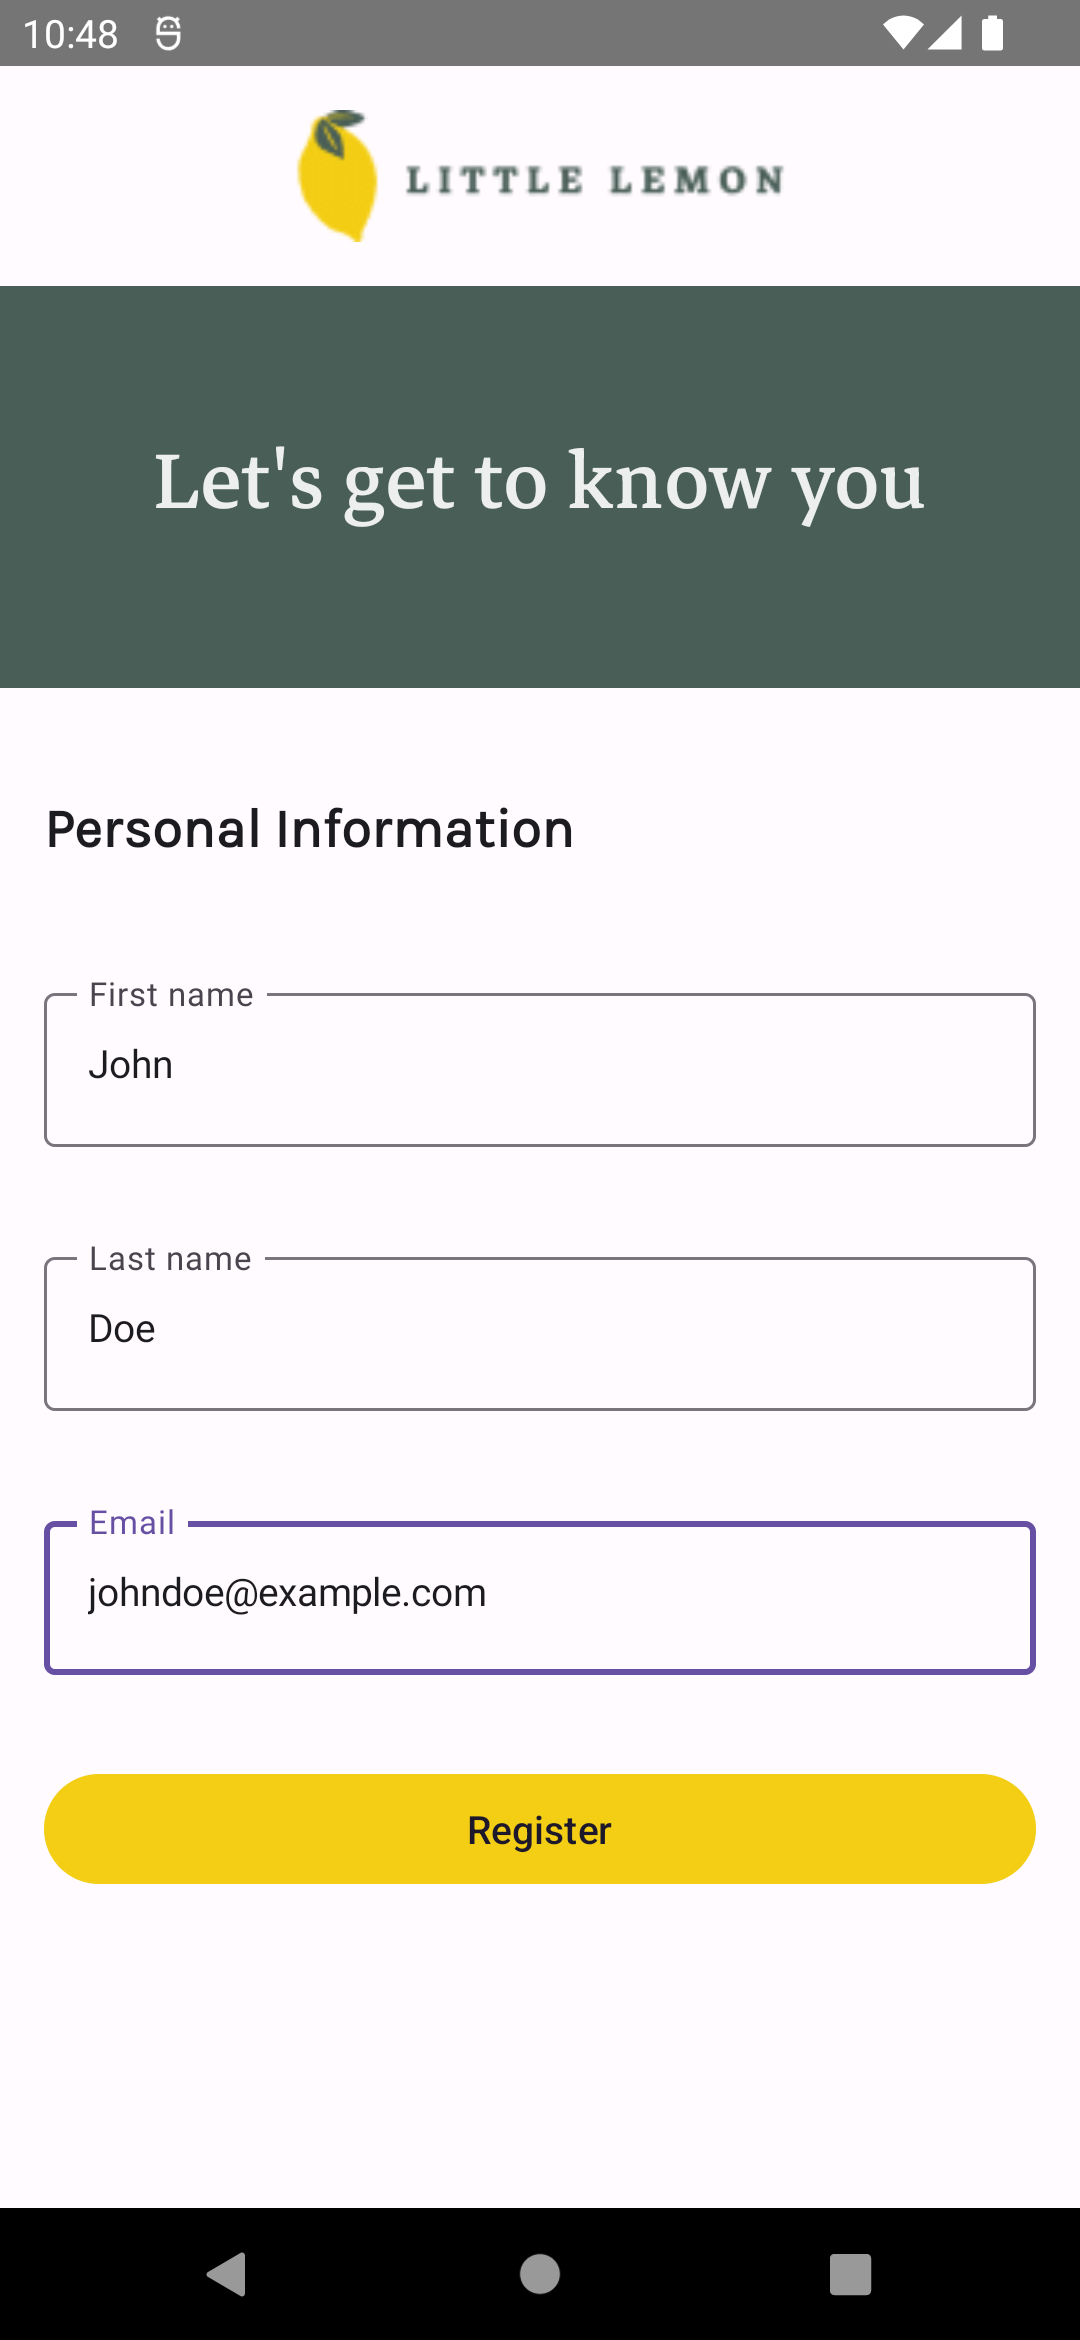 10:48
LITTLE LEMON
Let's get to know you
Personal Information
First name
John
Last name
Doe
Email
johndoe@example.com
Register